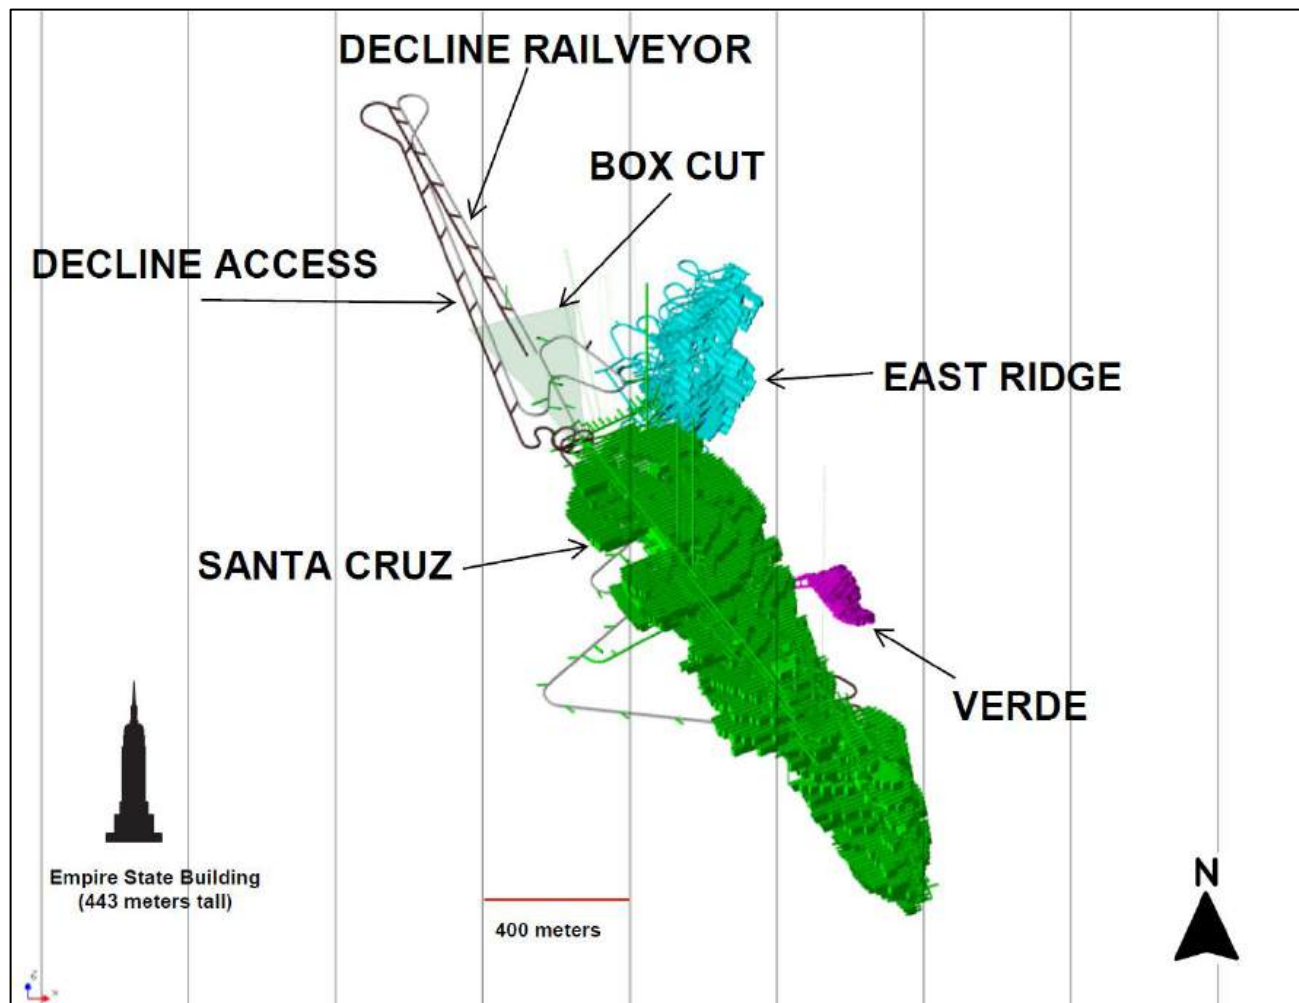 DECLINE RAILVEYOR
BOX CUT
DECLINE ACCESS
EAST RIDGE
SANTA CRUZ
VERDE
Empire State Building
(443 meters tall)
400 meters
N